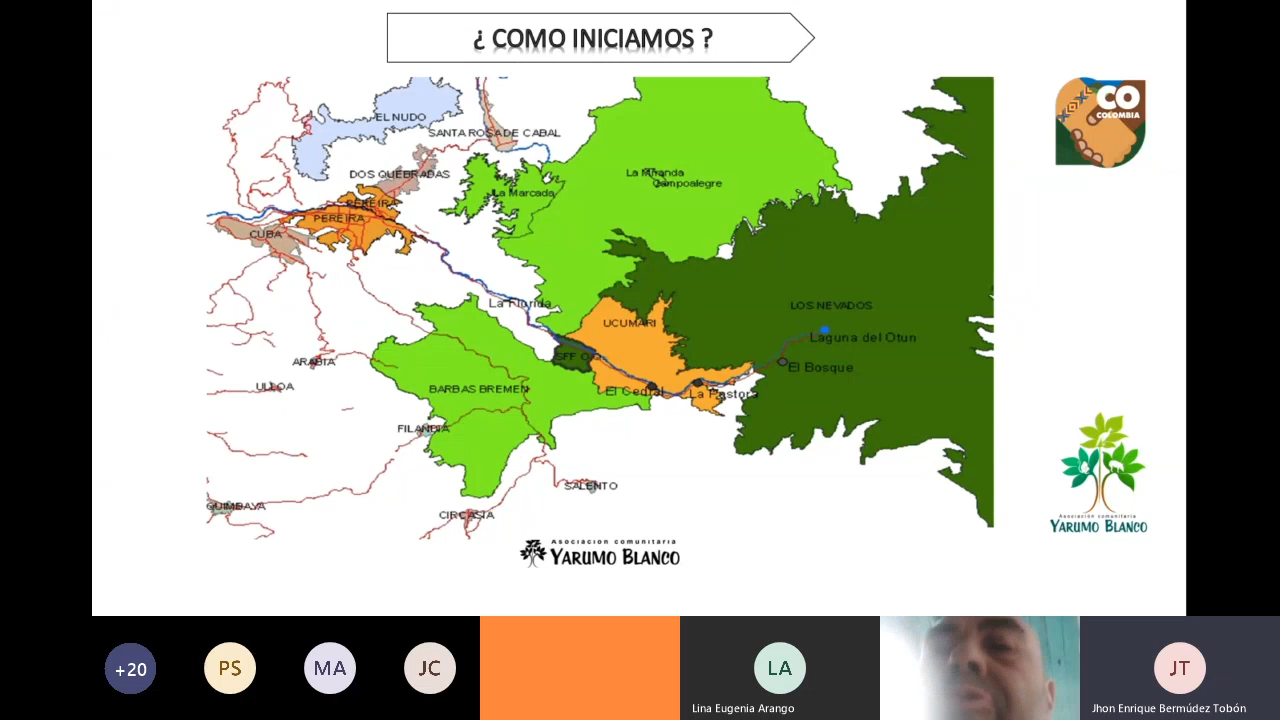 ¿ COMO INICIAMOS ?
CO
COLOMBIA
EL NUDO
SANTA ROSA DE CABAL
DOS QUEBRADAS
La Miranda
Campoalegre
La Marcada
PEREIRA
PEREIRA
CUBA
La Florida
LOS NEVADOS
UCUMARI
Laguna del Otun
SFF O.Q
ARABIA
El Bosque
ULLOA
BARBAS BREMEN
El Cedral
La Pastora
FILANDIA
SALENTO
QUIMBAYA
CIRCASIA
Asociación comunitaria
YARUMO BLANCO
Asociación comunitaria
YARUMO BLANCO
+20
PS
MA
JC
LA
Lina Eugenia Arango
JT
Jhon Enrique Bermúdez Tobón